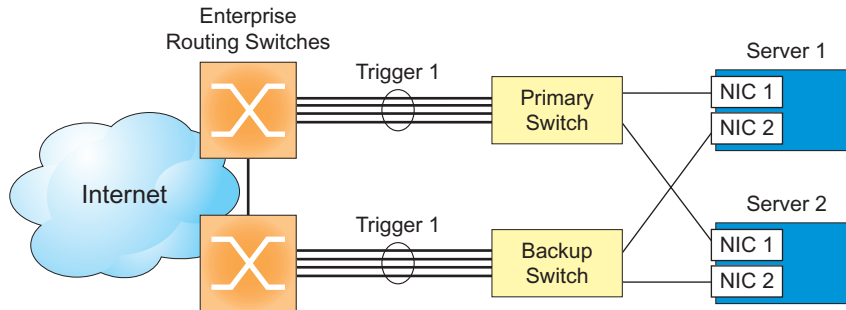 Enterprise
Routing Switches
Trigger 1
Primary
Switch
Server 1
NIC 1
NIC 2
Internet
Trigger 1
Backup
Switch
Server 2
NIC 1
NIC 2